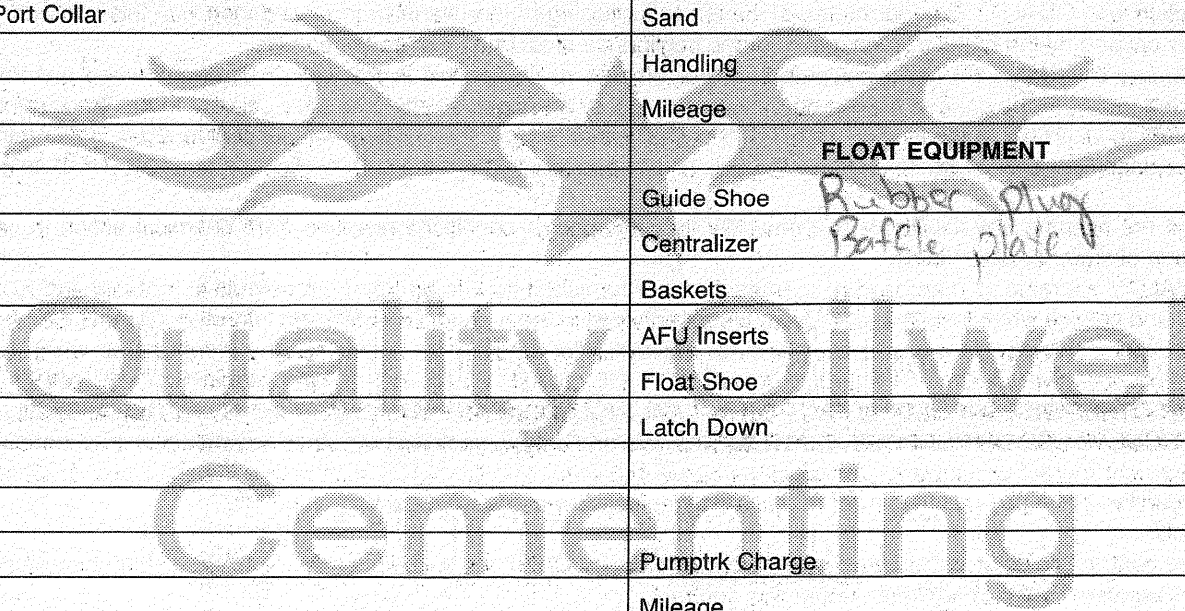 Port Collar
Sand
Handling
Mileage
FLOAT EQUIPMENT
Guide Shoe Rubber plug
Centralizer Baffle plate
Baskets
AFU Inserts
Float Shoe
Latch Down
Quality Oilwel
Cementing
Pumptrk Charge
Mileage